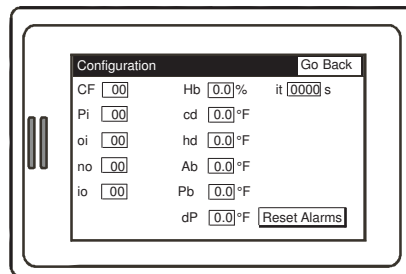 Configuration Go Back
CF 00 Hb 0.0 % it 0000 s
Pi 00 cd 0.0 °F
oi 00 hd 0.0 °F
no 00 Ab 0.0 °F
io 00 Pb 0.0 °F
dP 0.0 °F Reset Alarms